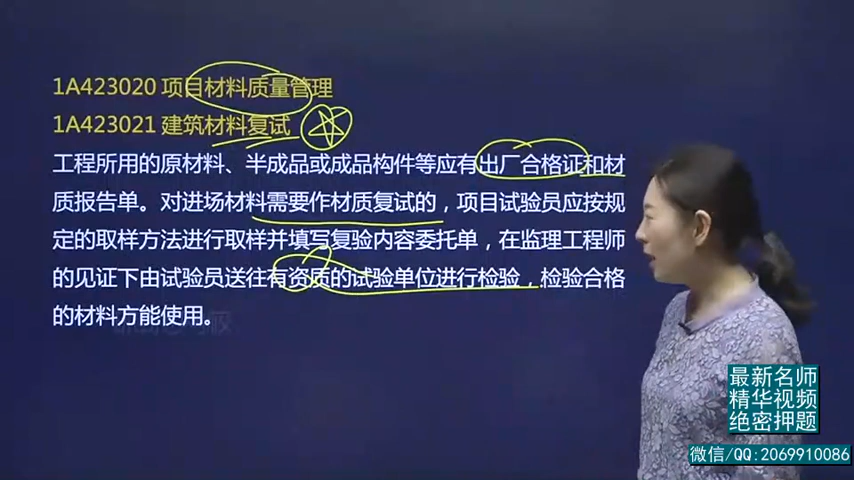 1A423020 项目材料质量管理
1A423021 建筑材料复试
工程所用的原材料、半成品或成品构件等应有出厂合格证和材
质报告单。对进场材料需要作材质复试的，项目试验员应按规
定的取样方法进行取样并填写复验内容委托单，在监理工程师
的见证下由试验员送往有资质的试验单位进行检验，检验合格
的材料方能使用。
最新名师
精华视频
绝密押题
微信/QQ:2069910086